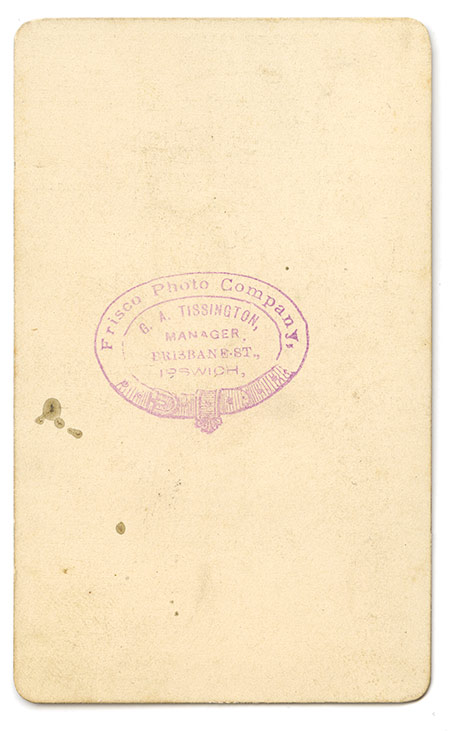 Frisco Photo Company,
G. A. TISSINGTON,
MANAGER,
BRISBANE-ST.,
IPSWICH,